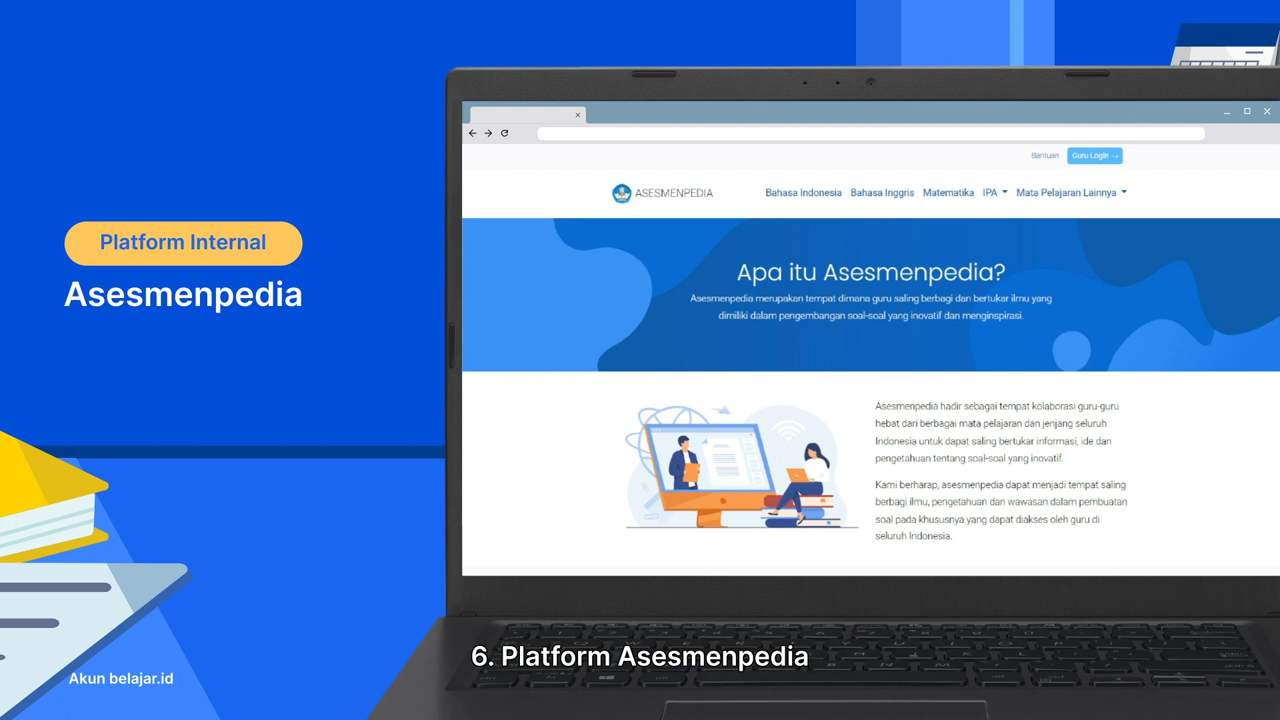 Platform Internal
Asesmenpedia
Bantuan
Guru Login →
ASESMENPEDIA
Bahasa Indonesia
Bahasa Inggris
Matematika
IPA
Mata Pelajaran Lainnya
Apa itu Asesmenpedia?
Asesmenpedia merupakan tempat dimana guru saling berbagi dan bertukar ilmu yang
dimiliki dalam pengembangan soal-soal yang inovatif dan menginspirasi.
Asesmenpedia hadir sebagai tempat kolaborasi guru-guru
hebat dari berbagai mata pelajaran dan jenjang seluruh
Indonesia untuk dapat saling bertukar informasi, ide dan
pengetahuan tentang soal-soal yang inovatif.
Kami berharap, asesmenpedia dapat menjadi tempat saling
berbagi ilmu, pengetahuan dan wawasan dalam pembuatan
soal pada khususnya yang dapat diakses oleh guru di
seluruh Indonesia.
6. Platform Asesmenpedia
Akun belajar.id